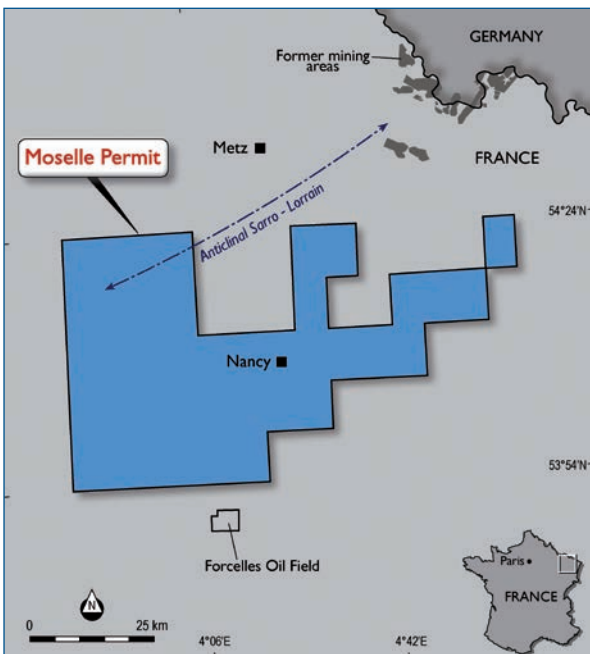 GERMANY
Former mining
areas
Metz
Moselle Permit
FRANCE
54°24'N
Anticlinal Sarro - Lorrain
Nancy
53°54'N
Forcelles Oil Field
Paris
FRANCE
N
0 25 km
4°06'E 4°42'E